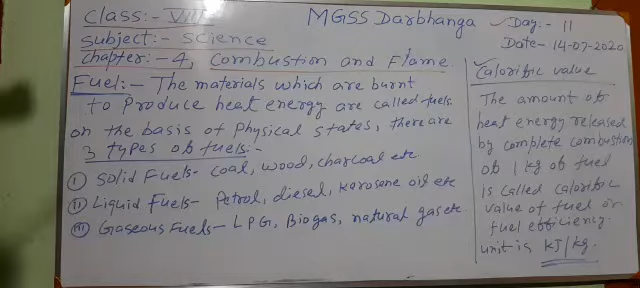 Class:- VIII
MGSS Darbhanga
Day:- 11
Subject:- Science
Date- 14-07-2020
Chapter:- 4, Combustion and Flame
Fuel:- The materials which are burnt
to produce heat energy are called fuels
on the basis of Physical states, there are
3 types of fuels:-
(I) Solid Fuels- Coal, wood, charcoal etc
(II) Liquid Fuels- Petrol, diesel, Karosene oil etc
(III) Gaseous Fuels- LPG, Biogas, natural gas etc
Calorific value
The amount of
heat energy released
by complete combustion
of 1 kg of fuel
is called calorific
value of fuel or
fuel efficiency.
unit is KJ/kg.